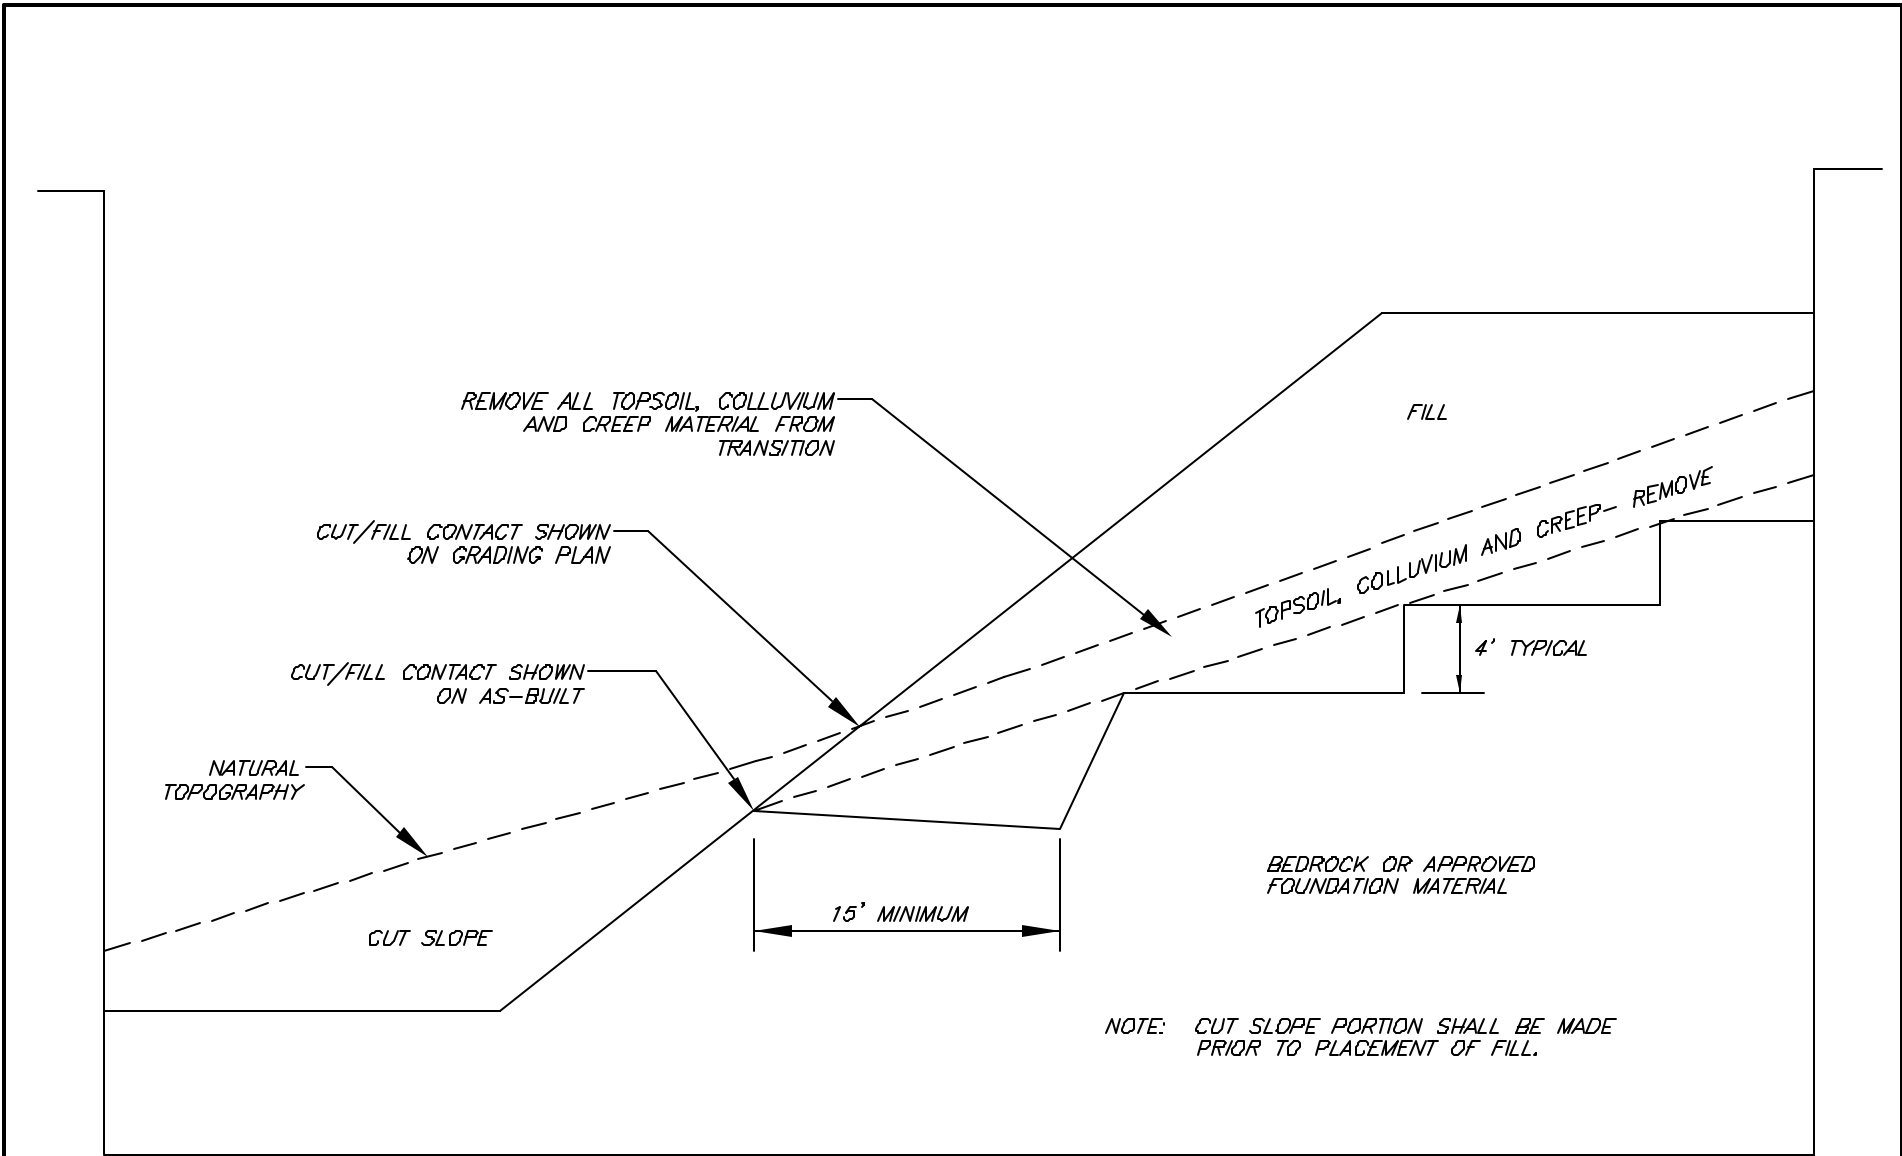 REMOVE ALL TOPSOIL, COLLUVIUM
AND CREEP MATERIAL FROM
TRANSITION
FILL
TOPSOIL, COLLUVIUM AND CREEP- REMOVE
CUT/FILL CONTACT SHOWN
ON GRADING PLAN
4' TYPICAL
CUT/FILL CONTACT SHOWN
ON AS-BUILT
NATURAL
TOPOGRAPHY
BEDROCK OR APPROVED
FOUNDATION MATERIAL
15' MINIMUM
CUT SLOPE
NOTE: CUT SLOPE PORTION SHALL BE MADE
PRIOR TO PLACEMENT OF FILL.